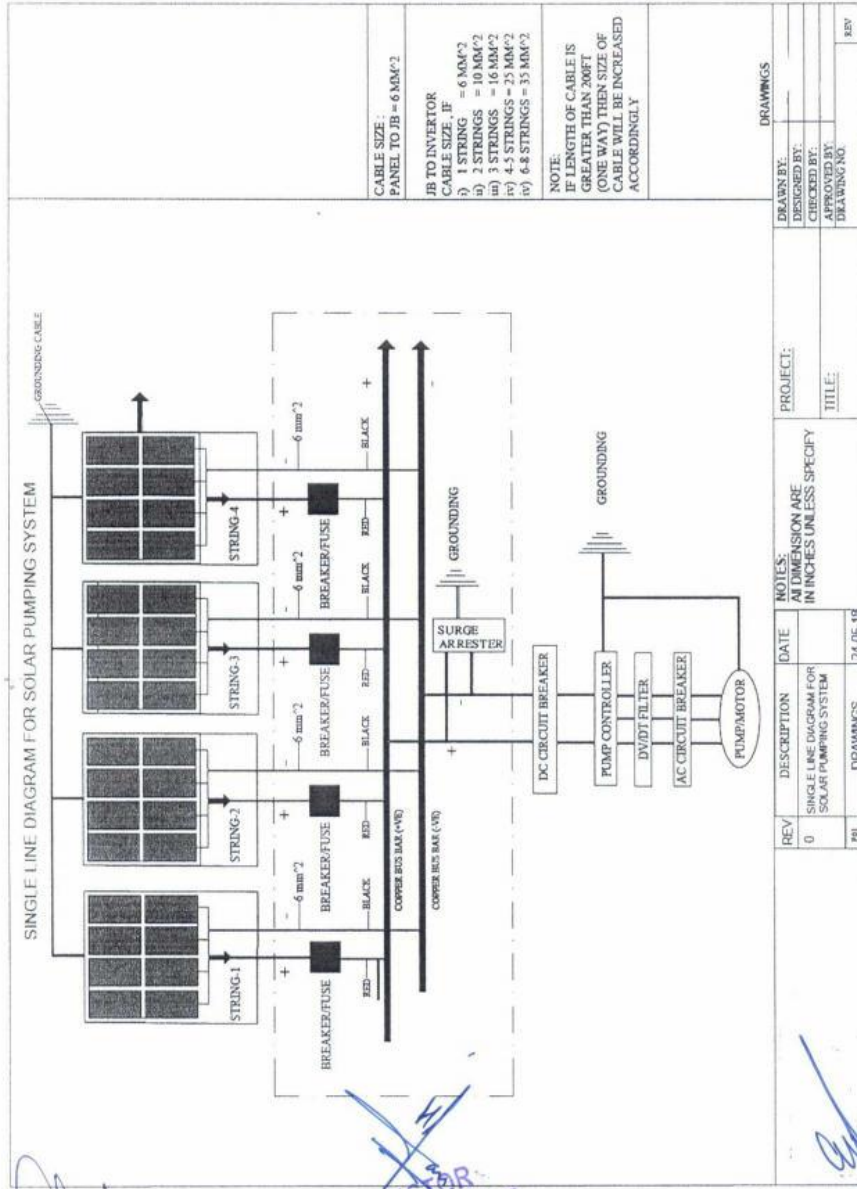 SINGLE LINE DIAGRAM FOR SOLAR PUMPING SYSTEM
GROUNDING CABLE
STRING-1
STRING-2
STRING-3
STRING-4
+
-
6 mm^2
+
-
6 mm^2
+
-
6 mm^2
+
-
6 mm^2
BREAKER/FUSE
BREAKER/FUSE
BREAKER/FUSE
BREAKER/FUSE
RED
BLACK
RED
BLACK
RED
BLACK
RED
BLACK
+
COPPER BUS BAR (+VE)
-
COPPER BUS BAR (-VE)
+
-
SURGE
ARRESTER
GROUNDING
DC CIRCUIT BREAKER
PUMP CONTROLLER
GROUNDING
DV/DT FILTER
AC CIRCUIT BREAKER
PUMP/MOTOR
CABLE SIZE :
PANEL TO JB = 6 MM^2
JB TO INVERTOR
CABLE SIZE , IF
i) 1 STRING = 6 MM^2
ii) 2 STRINGS = 10 MM^2
iii) 3 STRINGS = 16 MM^2
iv) 4-5 STRINGS = 25 MM^2
iv) 6-8 STRINGS = 35 MM^2
NOTE:
IF LENGTH OF CABLE IS
GREATER THAN 200FT
(ONE WAY) THEN SIZE OF
CABLE WILL BE INCREASED
ACCORDINGLY
DRAWINGS
REV DESCRIPTION DATE
0 SINGLE LINE DIAGRAM FOR
SOLAR PUMPING SYSTEM
DRAWINGS
NOTES:
All DIMENSION ARE
IN INCHES UNLESS SPECIFY
PROJECT:
TITLE:
DRAWN BY:
DESIGNED BY:
CHECKED BY:
APPROVED BY:
DRAWING NO.
REV